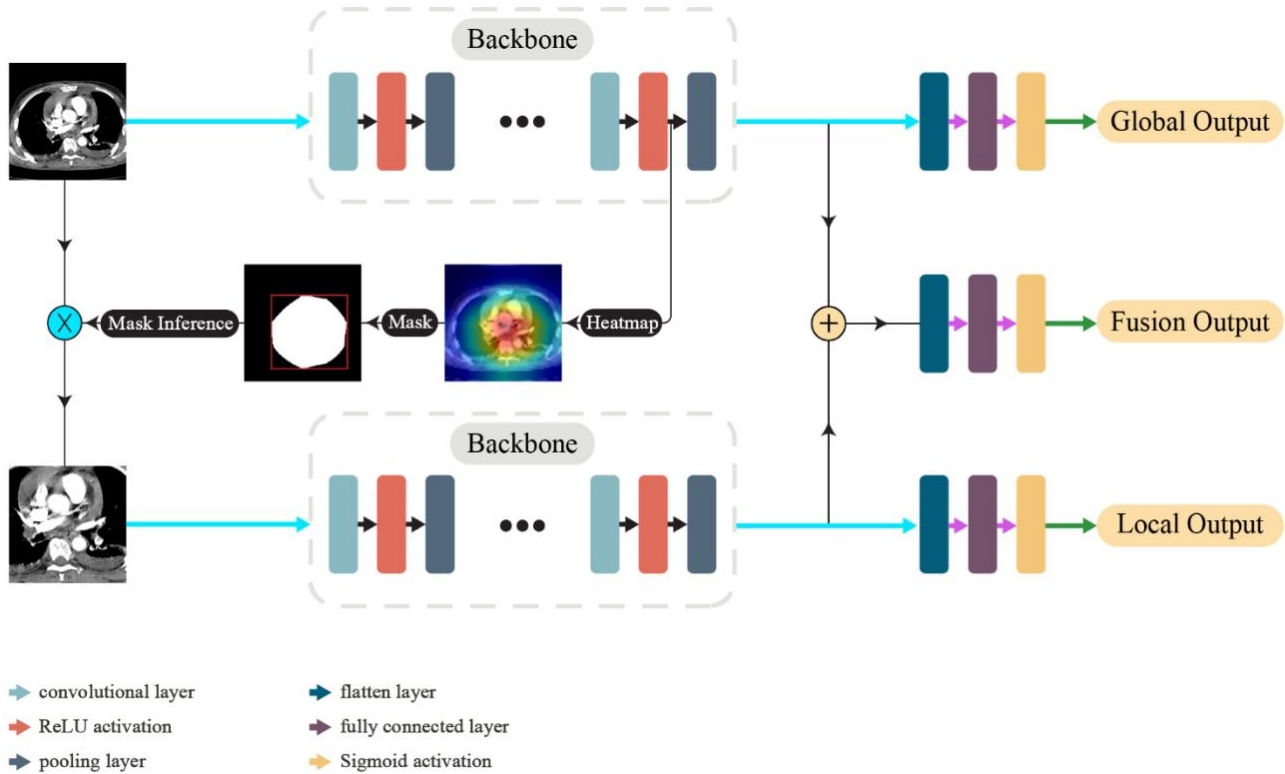 Backbone
Global Output
Mask Inference
Mask
Heatmap
Fusion Output
Backbone
Local Output
convolutional layer
flatten layer
ReLU activation
fully connected layer
pooling layer
Sigmoid activation